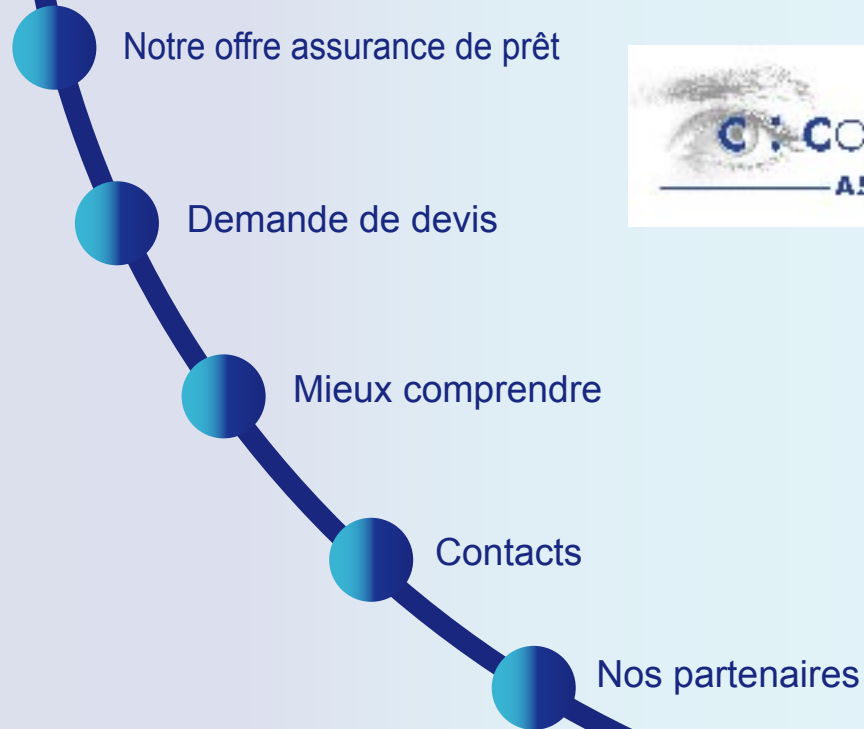 Notre offre assurance de prêt
Demande de devis
Mieux comprendre
Contacts
Nos partenaires